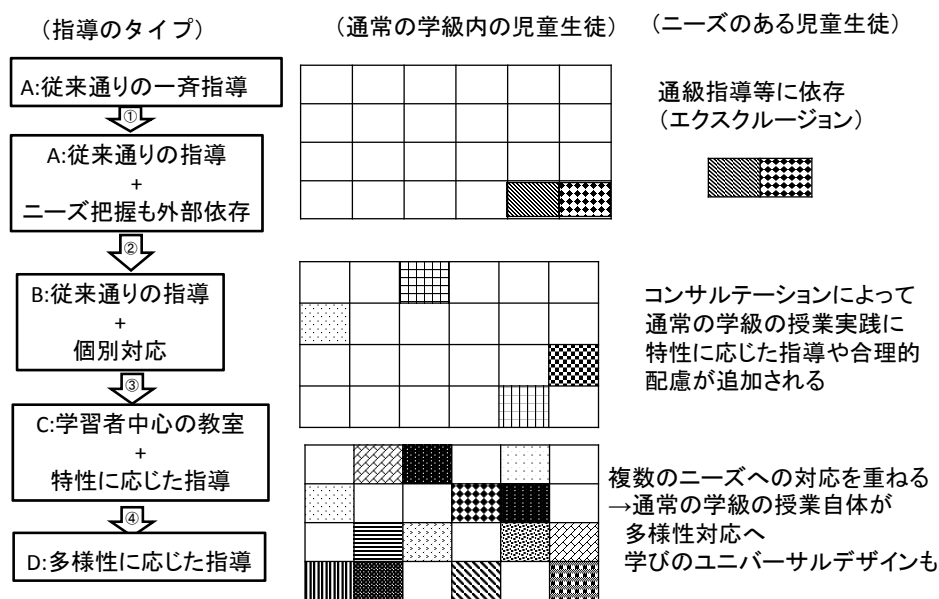 (指導のタイプ)
(通常の学級内の児童生徒)
(ニーズのある児童生徒)
A:従来通りの一斉指導
①
A:従来通りの指導
+
ニーズ把握も外部依存
②
B:従来通りの指導
+
個別対応
③
C:学習者中心の教室
+
特性に応じた指導
④
D:多様性に応じた指導
通級指導等に依存
(エクスクルージョン)
コンサルテーションによって
通常の学級の授業実践に
特性に応じた指導や合理的
配慮が追加される
複数のニーズへの対応を重ねる
→通常の学級の授業自体が
多様性対応へ
学びのユニバーサルデザインも